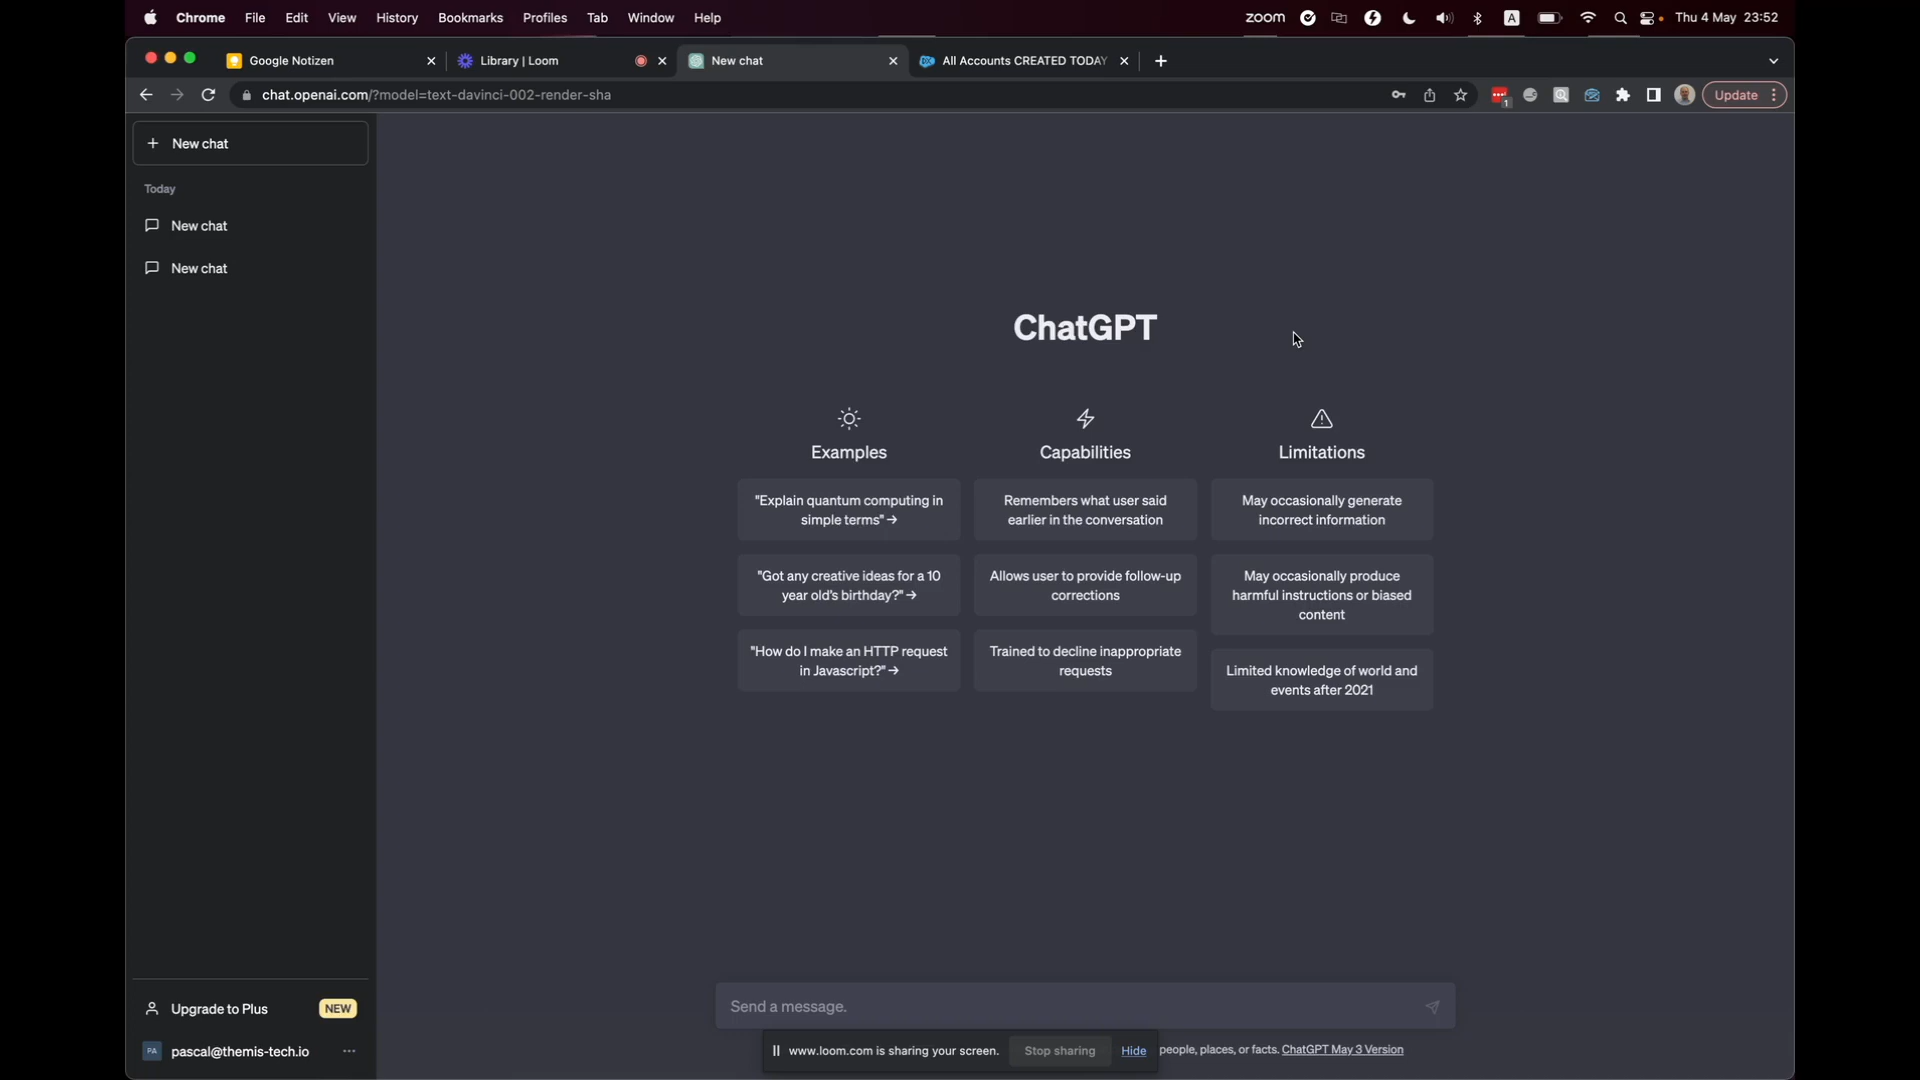 Chrome File Edit View History Bookmarks Profiles Tab Window Help zoom A Thu 4 May 23:52
Google Notizen Library | Loom New chat All Accounts CREATED TODAY
chat.openai.com/?model=text-davinci-002-render-sha 1 Update
New chat
Today
New chat
New chat
ChatGPT
Examples Capabilities Limitations
"Explain quantum computing in
simple terms" →
Remembers what user said
earlier in the conversation
May occasionally generate
incorrect information
"Got any creative ideas for a 10
year old's birthday?" →
Allows user to provide follow-up
corrections
May occasionally produce
harmful instructions or biased
content
"How do I make an HTTP request
in Javascript?" →
Trained to decline inappropriate
requests
Limited knowledge of world and
events after 2021
Upgrade to Plus NEW
PA pascal@themis-tech.io
Send a message.
www.loom.com is sharing your screen. Stop sharing Hide people, places, or facts. ChatGPT May 3 Version